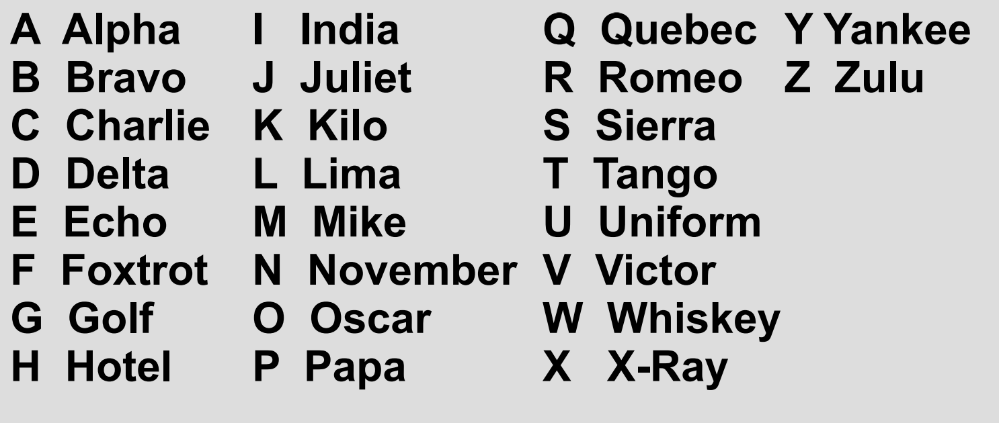 A Alpha I India Q Quebec Y Yankee
B Bravo J Juliet R Romeo Z Zulu
C Charlie K Kilo S Sierra
D Delta L Lima T Tango
E Echo M Mike U Uniform
F Foxtrot N November V Victor
G Golf O Oscar W Whiskey
H Hotel P Papa X X-Ray